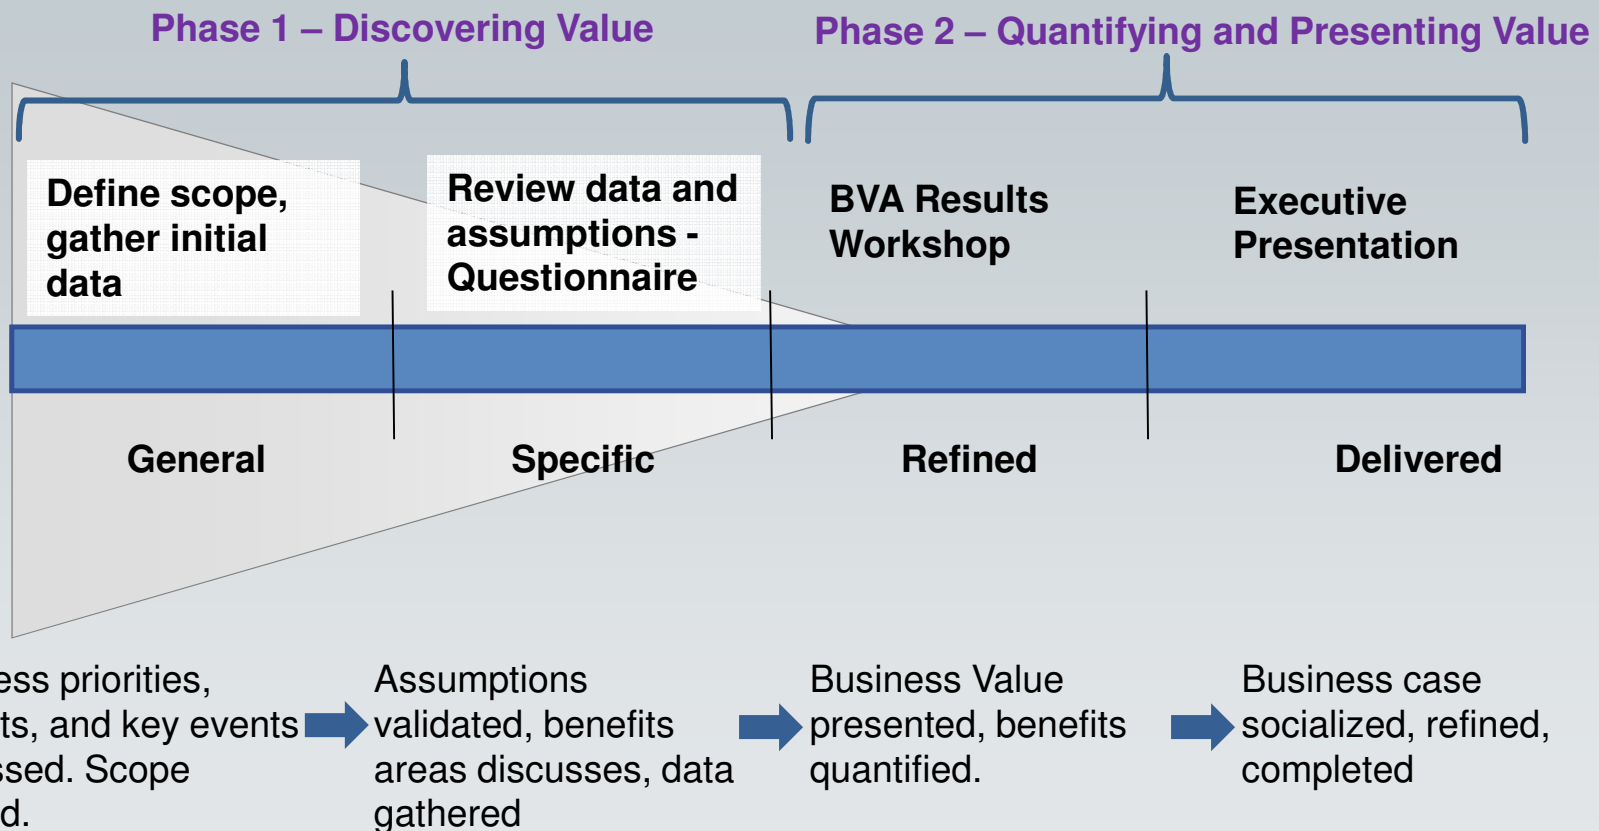 Phase 1 – Discovering Value
Phase 2 – Quantifying and Presenting Value
Define scope,
gather initial
data
Review data and
assumptions -
Questionnaire
BVA Results
Workshop
Executive
Presentation
General
Specific
Refined
Delivered
ess priorities,
ts, and key events
ssed. Scope
d.
Assumptions
validated, benefits
areas discusses, data
gathered
Business Value
presented, benefits
quantified.
Business case
socialized, refined,
completed